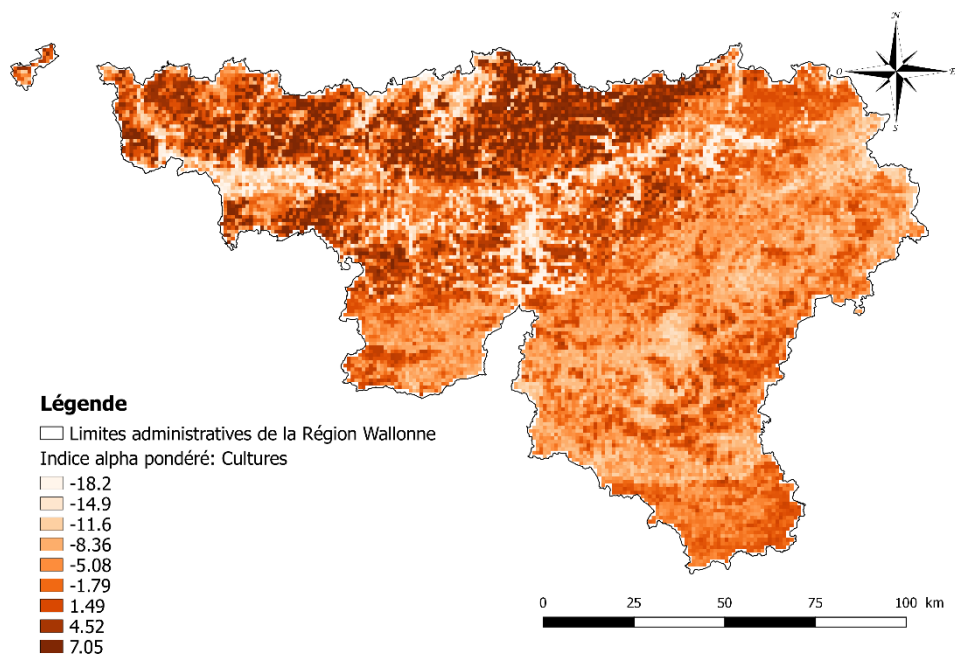 N
O
E
S
Légende
Limites administratives de la Région Wallonne
Indice alpha pondéré: Cultures
-18.2
-14.9
-11.6
-8.36
-5.08
-1.79
1.49
4.52
7.05
0 25 50 75 100 km